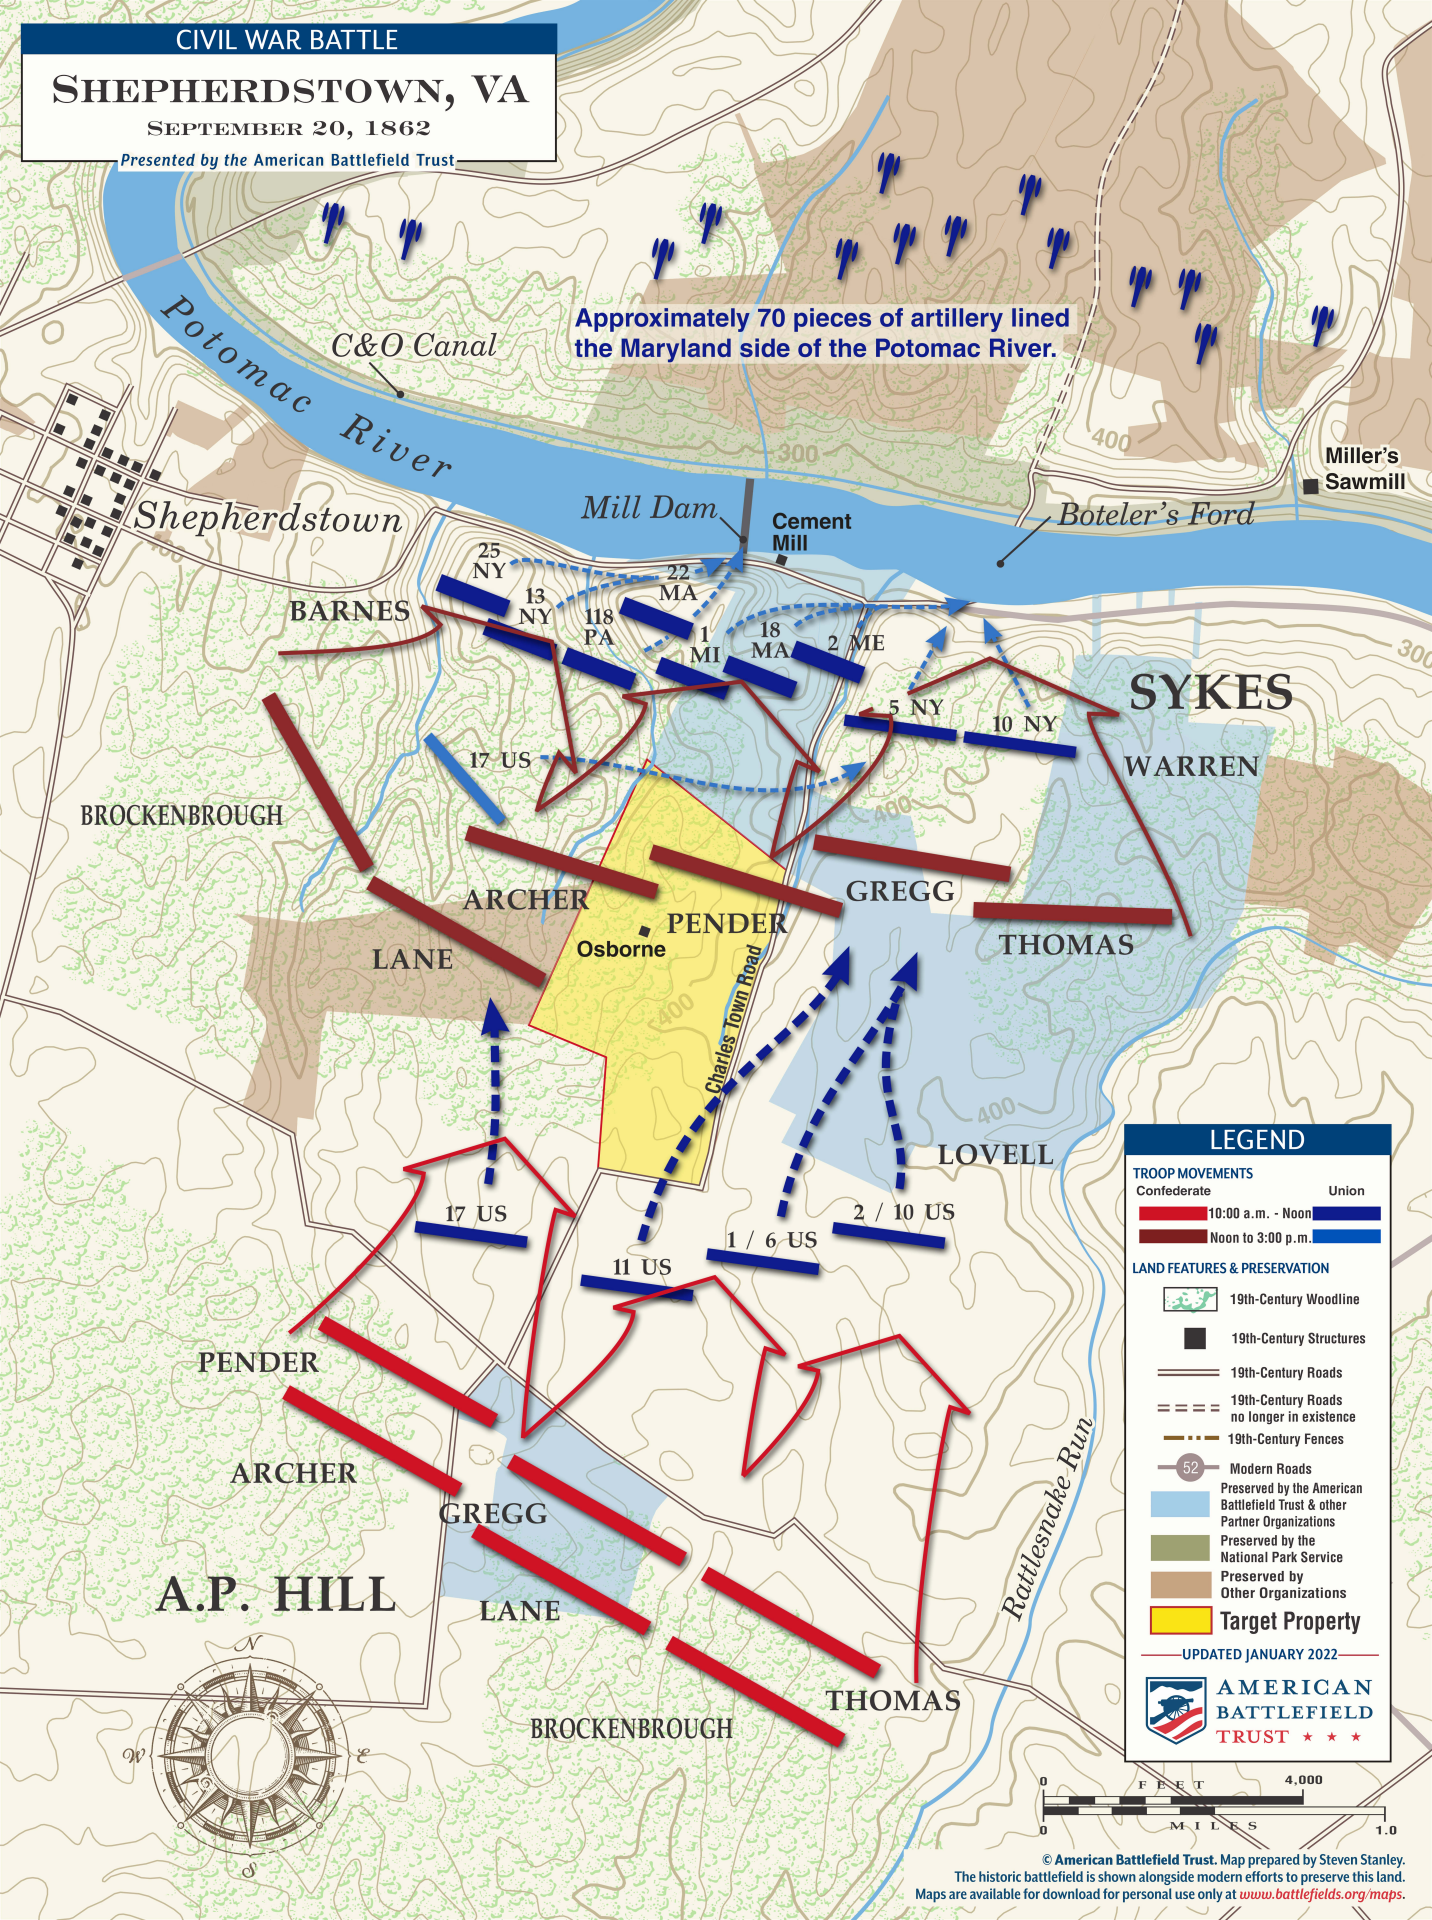 CIVIL WAR BATTLE
SHEPHERDSTOWN, VA
SEPTEMBER 20, 1862
Presented by the American Battlefield Trust
Approximately 70 pieces of artillery lined
the Maryland side of the Potomac River.
Potomac River
C&O Canal
400
300
Miller's
Sawmill
Shepherdstown
400
Mill Dam
Cement
Mill
Boteler's Ford
25
NY
22
MA
13
NY
118
PA
BARNES
1
MI
18
MA
2 ME
300
SYKES
5 NY
10 NY
17 US
WARREN
BROCKENBROUGH
400
ARCHER
GREGG
PENDER
THOMAS
Osborne
LANE
Charles Town Road
400
400
LOVELL
17 US
2 / 10 US
1 / 6 US
11 US
PENDER
ARCHER
GREGG
A.P. HILL
LANE
THOMAS
BROCKENBROUGH
Rattlesnake Run
N
W
E
S
LEGEND
TROOP MOVEMENTS
Confederate
Union
10:00 a.m. - Noon
Noon to 3:00 p.m.
LAND FEATURES & PRESERVATION
19th-Century Woodline
19th-Century Structures
19th-Century Roads
19th-Century Roads
no longer in existence
19th-Century Fences
52
Modern Roads
Preserved by the American
Battlefield Trust & other
Partner Organizations
Preserved by the
National Park Service
Preserved by
Other Organizations
Target Property
UPDATED JANUARY 2022
AMERICAN
BATTLEFIELD
TRUST
0
FEET
4,000
0
MILES
1.0
© American Battlefield Trust. Map prepared by Steven Stanley.
The historic battlefield is shown alongside modern efforts to preserve this land.
Maps are available for download for personal use only at www.battlefields.org/maps.